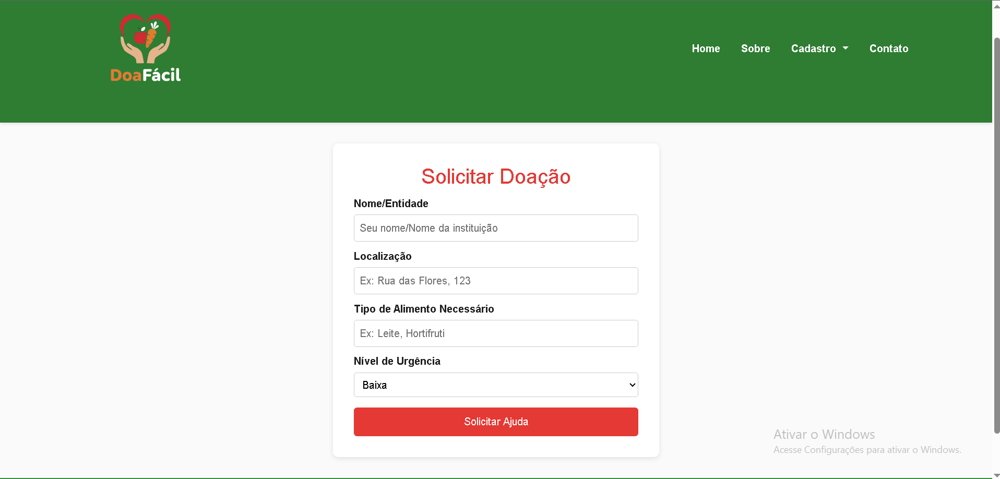 DoaFácil
Home Sobre Cadastro Contato
Solicitar Doação
Nome/Entidade
Seu nome/Nome da instituição
Localização
Ex: Rua das Flores, 123
Tipo de Alimento Necessário
Ex: Leite, Hortifruti
Nível de Urgência
Baixa
Solicitar Ajuda
Ativar o Windows
Acesse Configurações para ativar o Windows.